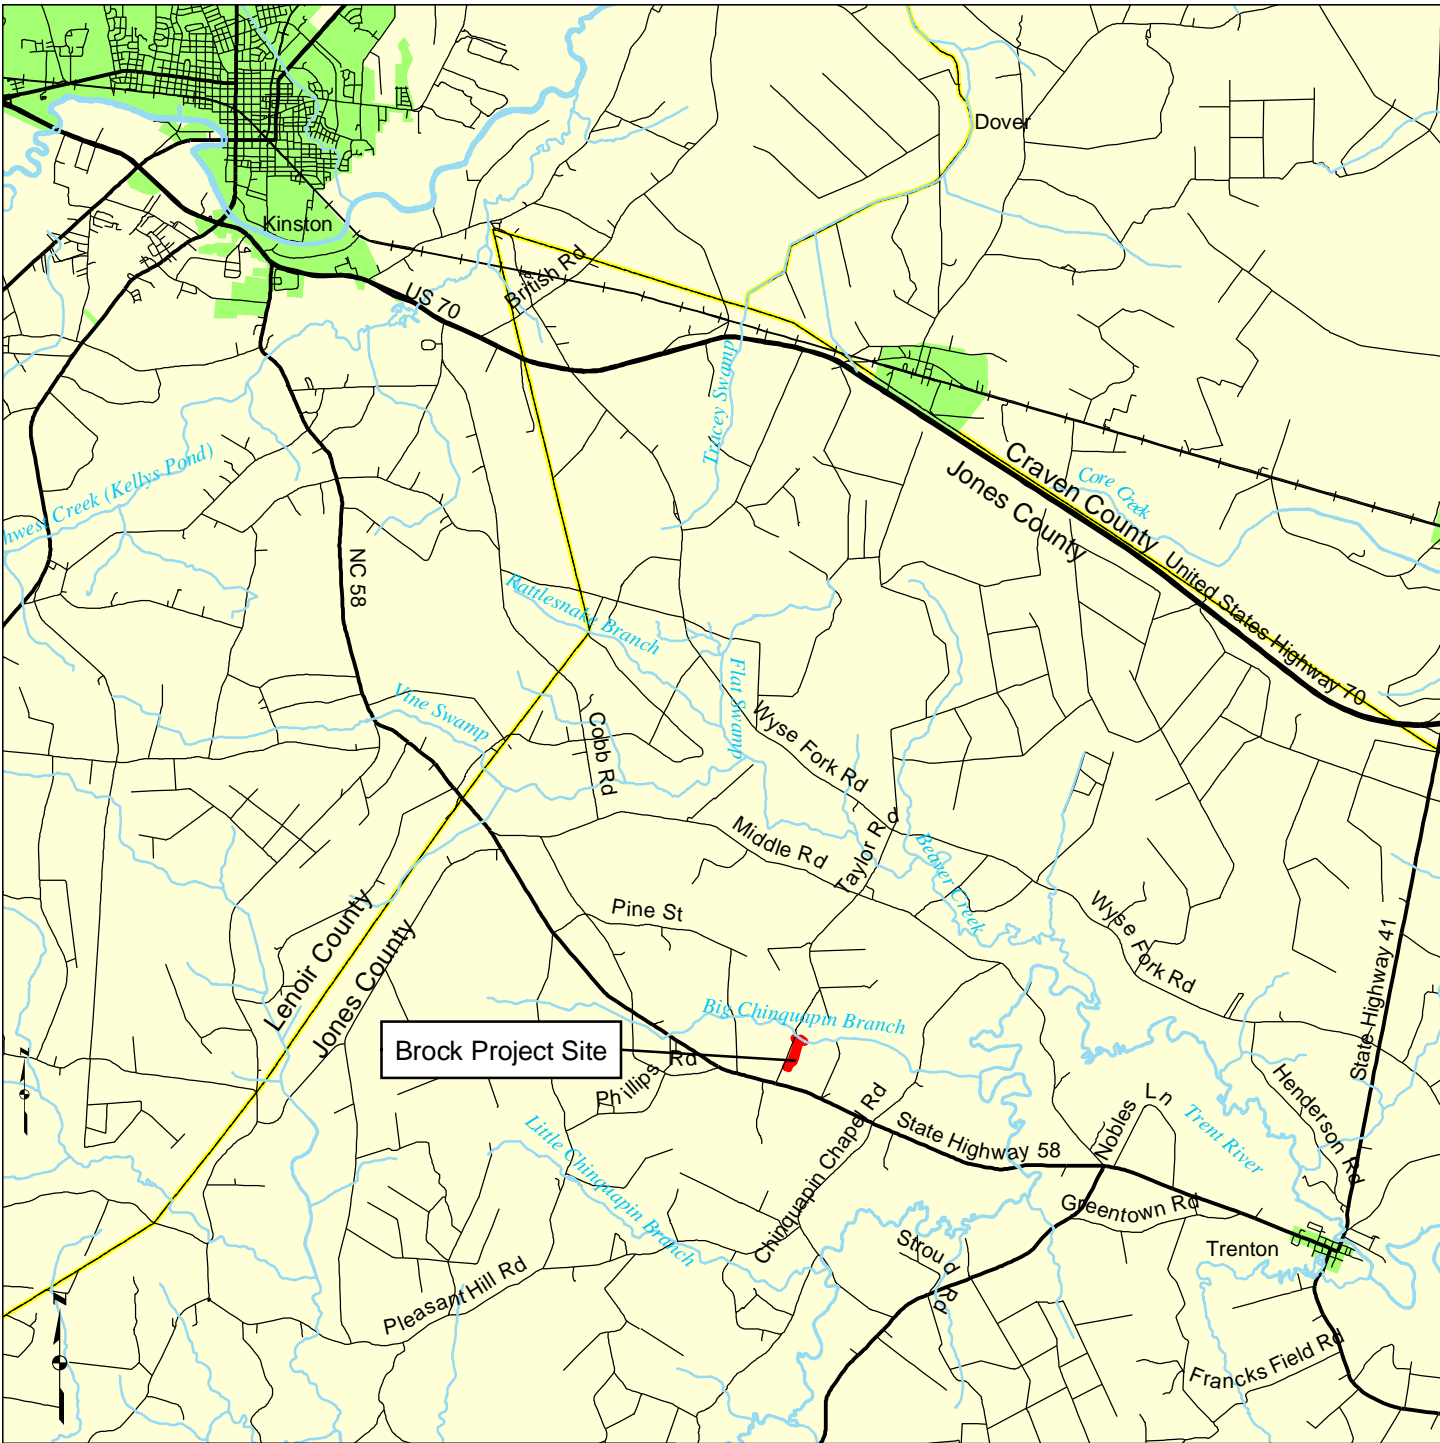 Dover
Kinston
British Rd
US 70
Tracey Swamp
Craven County
Jones County
Core Creek
United States Highway 70
Creek (Kellys Pond)
NC 58
Rattlesnake Branch
Flat Swamp
Vine Swamp
Cobb Rd
Wyse Fork Rd
Middle Rd
Taylor Rd
Beaver Creek
Pine St
Wyse Fork Rd
State Highway 41
Lenoir County
Jones County
Big Chinquapin Branch
Brock Project Site
Phillips Rd
Henderson Rd
Nobles Ln
Trent River
Little Chinquapin Branch
Chinquapin Chapel Rd
State Highway 58
Greentown Rd
Stroud Rd
Trenton
Pleasant Hill Rd
Francks Field Rd
N
N